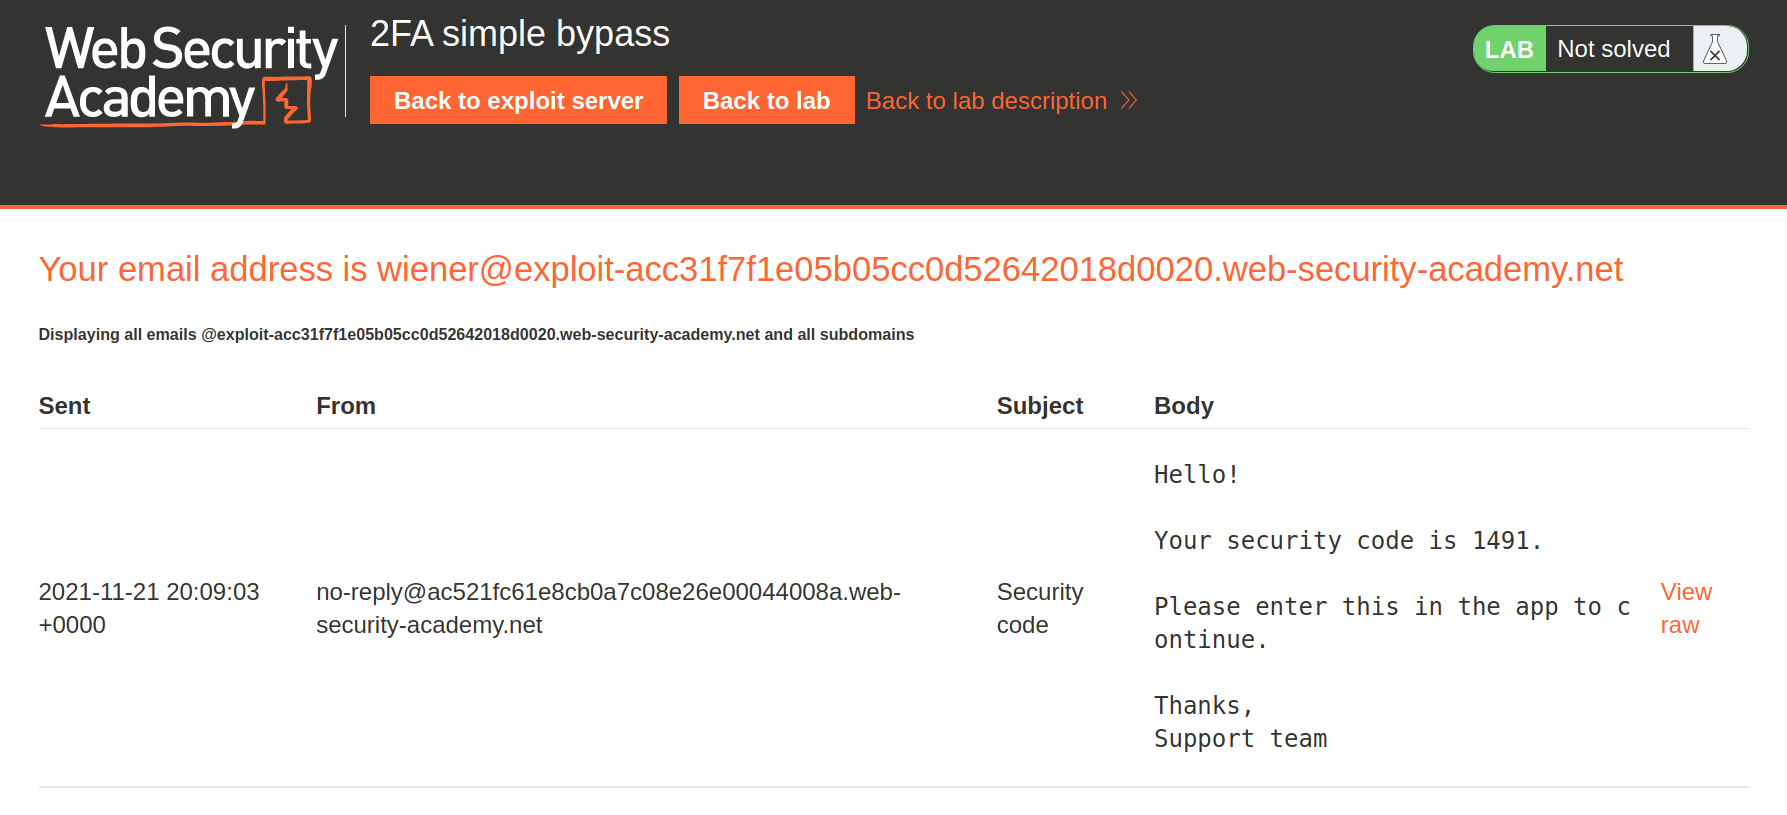 Web Security
Academy
2FA simple bypass
Back to exploit server
Back to lab
Back to lab description
LAB
Not solved
Your email address is wiener@exploit-acc31f7f1e05b05cc0d52642018d0020.web-security-academy.net
Displaying all emails @exploit-acc31f7f1e05b05cc0d52642018d0020.web-security-academy.net and all subdomains
Sent From Subject Body
2021-11-21 20:09:03
+0000
no-reply@ac521fc61e8cb0a7c08e26e00044008a.web-
security-academy.net
Security
code
Hello!
Your security code is 1491.
Please enter this in the app to c
ontinue.
Thanks,
Support team
View
raw